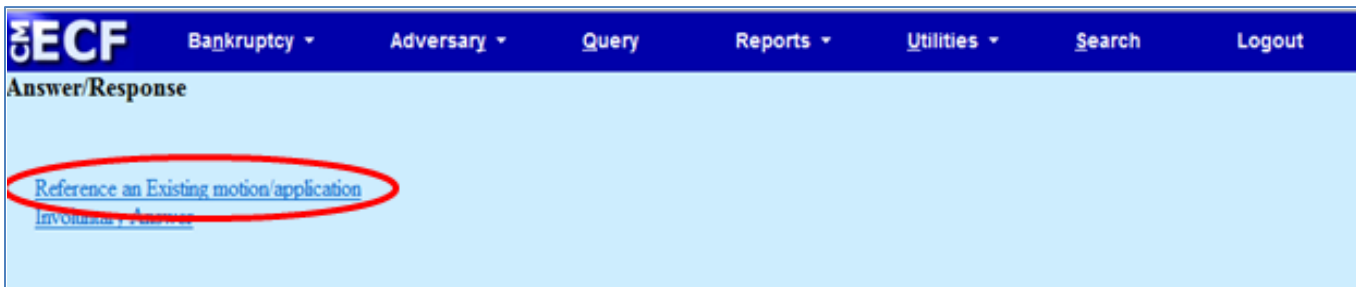 CM ECF Bankruptcy Adversary Query Reports Utilities Search Logout
Answer/Response
Reference an Existing motion/application
Involuntary Answer